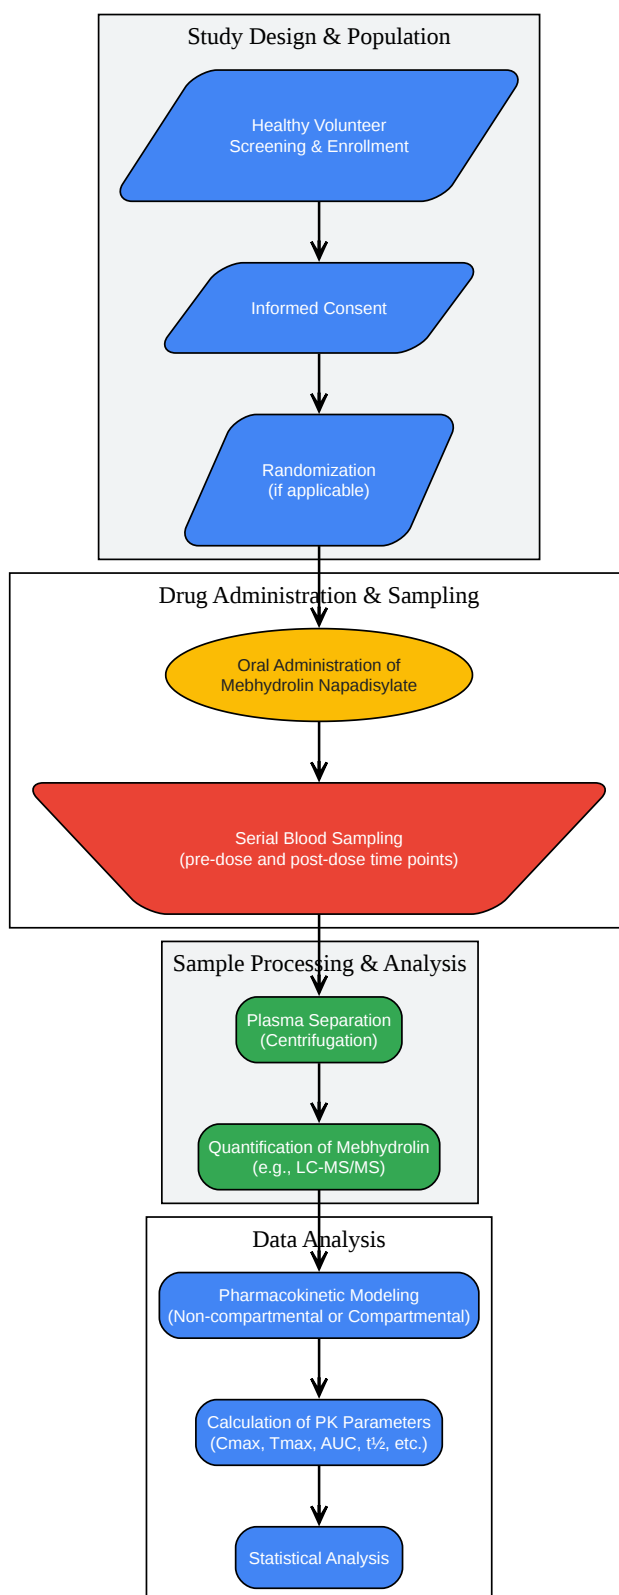 Study Design & Population
Healthy Volunteer
Screening & Enrollment
Informed Consent
Randomization
(if applicable)
Drug Administration & Sampling
Oral Administration of
Mebhydrolin Napadisylate
Serial Blood Sampling
(pre-dose and post-dose time points)
Sample Processing & Analysis
Plasma Separation
(Centrifugation)
Quantification of Mebhydrolin
(e.g., LC-MS/MS)
Data Analysis
Pharmacokinetic Modeling
(Non-compartmental or Compartmental)
Calculation of PK Parameters
(Cmax, Tmax, AUC, t½, etc.)
Statistical Analysis